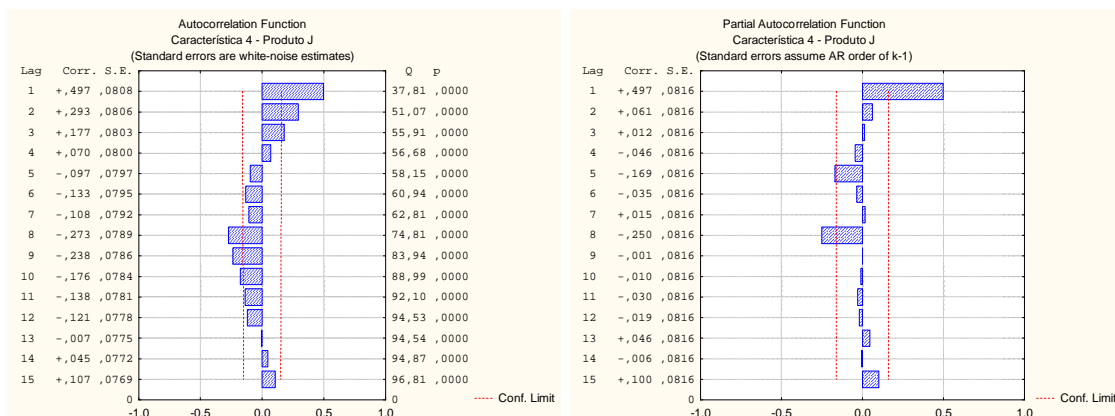 Autocorrelation Function
Característica 4 - Produto J
(Standard errors are white-noise estimates)
Lag Corr. S.E. Q p
1 +,497 ,0808 37,81 ,0000
2 +,293 ,0806 51,07 ,0000
3 +,177 ,0803 55,91 ,0000
4 +,070 ,0800 56,68 ,0000
5 -,097 ,0797 58,15 ,0000
6 -,133 ,0795 60,94 ,0000
7 -,108 ,0792 62,81 ,0000
8 -,273 ,0789 74,81 ,0000
9 -,238 ,0786 83,94 ,0000
10 -,176 ,0784 88,99 ,0000
11 -,138 ,0781 92,10 ,0000
12 -,121 ,0778 94,53 ,0000
13 -,007 ,0775 94,54 ,0000
14 +,045 ,0772 94,87 ,0000
15 +,107 ,0769 96,81 ,0000
0 0
-1.0 -0.5 0.0 0.5 1.0
Conf. Limit
Partial Autocorrelation Function
Característica 4 - Produto J
(Standard errors assume AR order of k-1)
Lag Corr. S.E.
1 +,497 ,0816
2 +,061 ,0816
3 +,012 ,0816
4 -,046 ,0816
5 -,169 ,0816
6 -,035 ,0816
7 +,015 ,0816
8 -,250 ,0816
9 -,001 ,0816
10 -,010 ,0816
11 -,030 ,0816
12 -,019 ,0816
13 +,046 ,0816
14 -,006 ,0816
15 +,100 ,0816
0 0
-1.0 -0.5 0.0 0.5 1.0
Conf. Limit